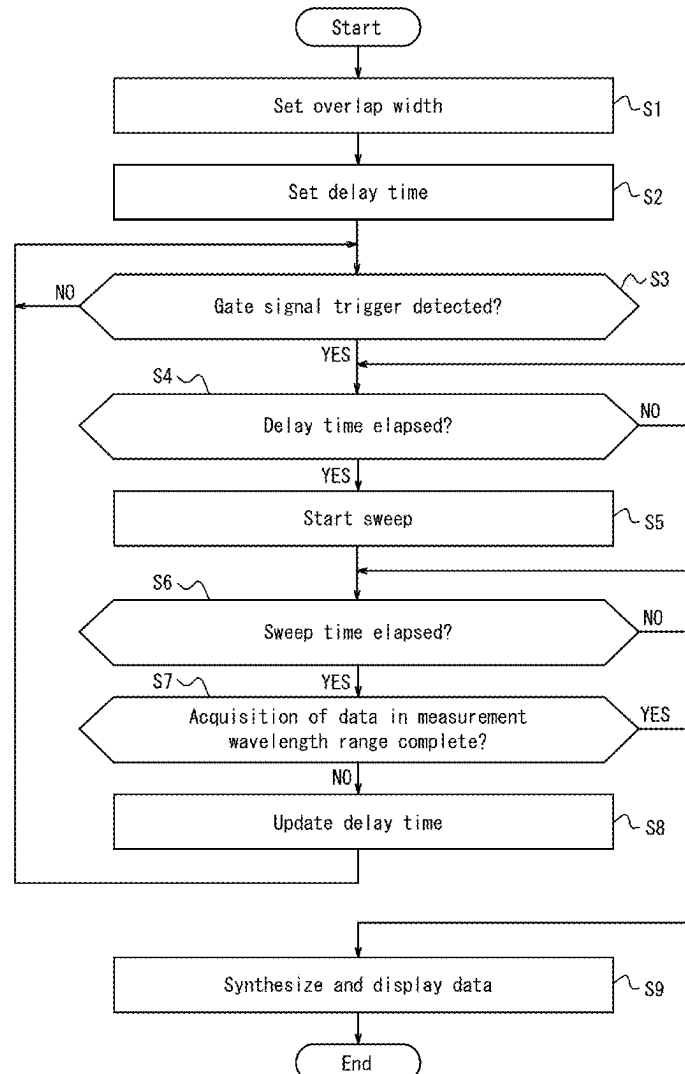 Start
Set overlap width
S1
Set delay time
S2
S3
NO
Gate signal trigger detected?
YES
S4
Delay time elapsed?
NO
YES
Start sweep
S5
S6
Sweep time elapsed?
NO
YES
S7
Acquisition of data in measurement
wavelength range complete?
YES
NO
Update delay time
S8
Synthesize and display data
S9
End